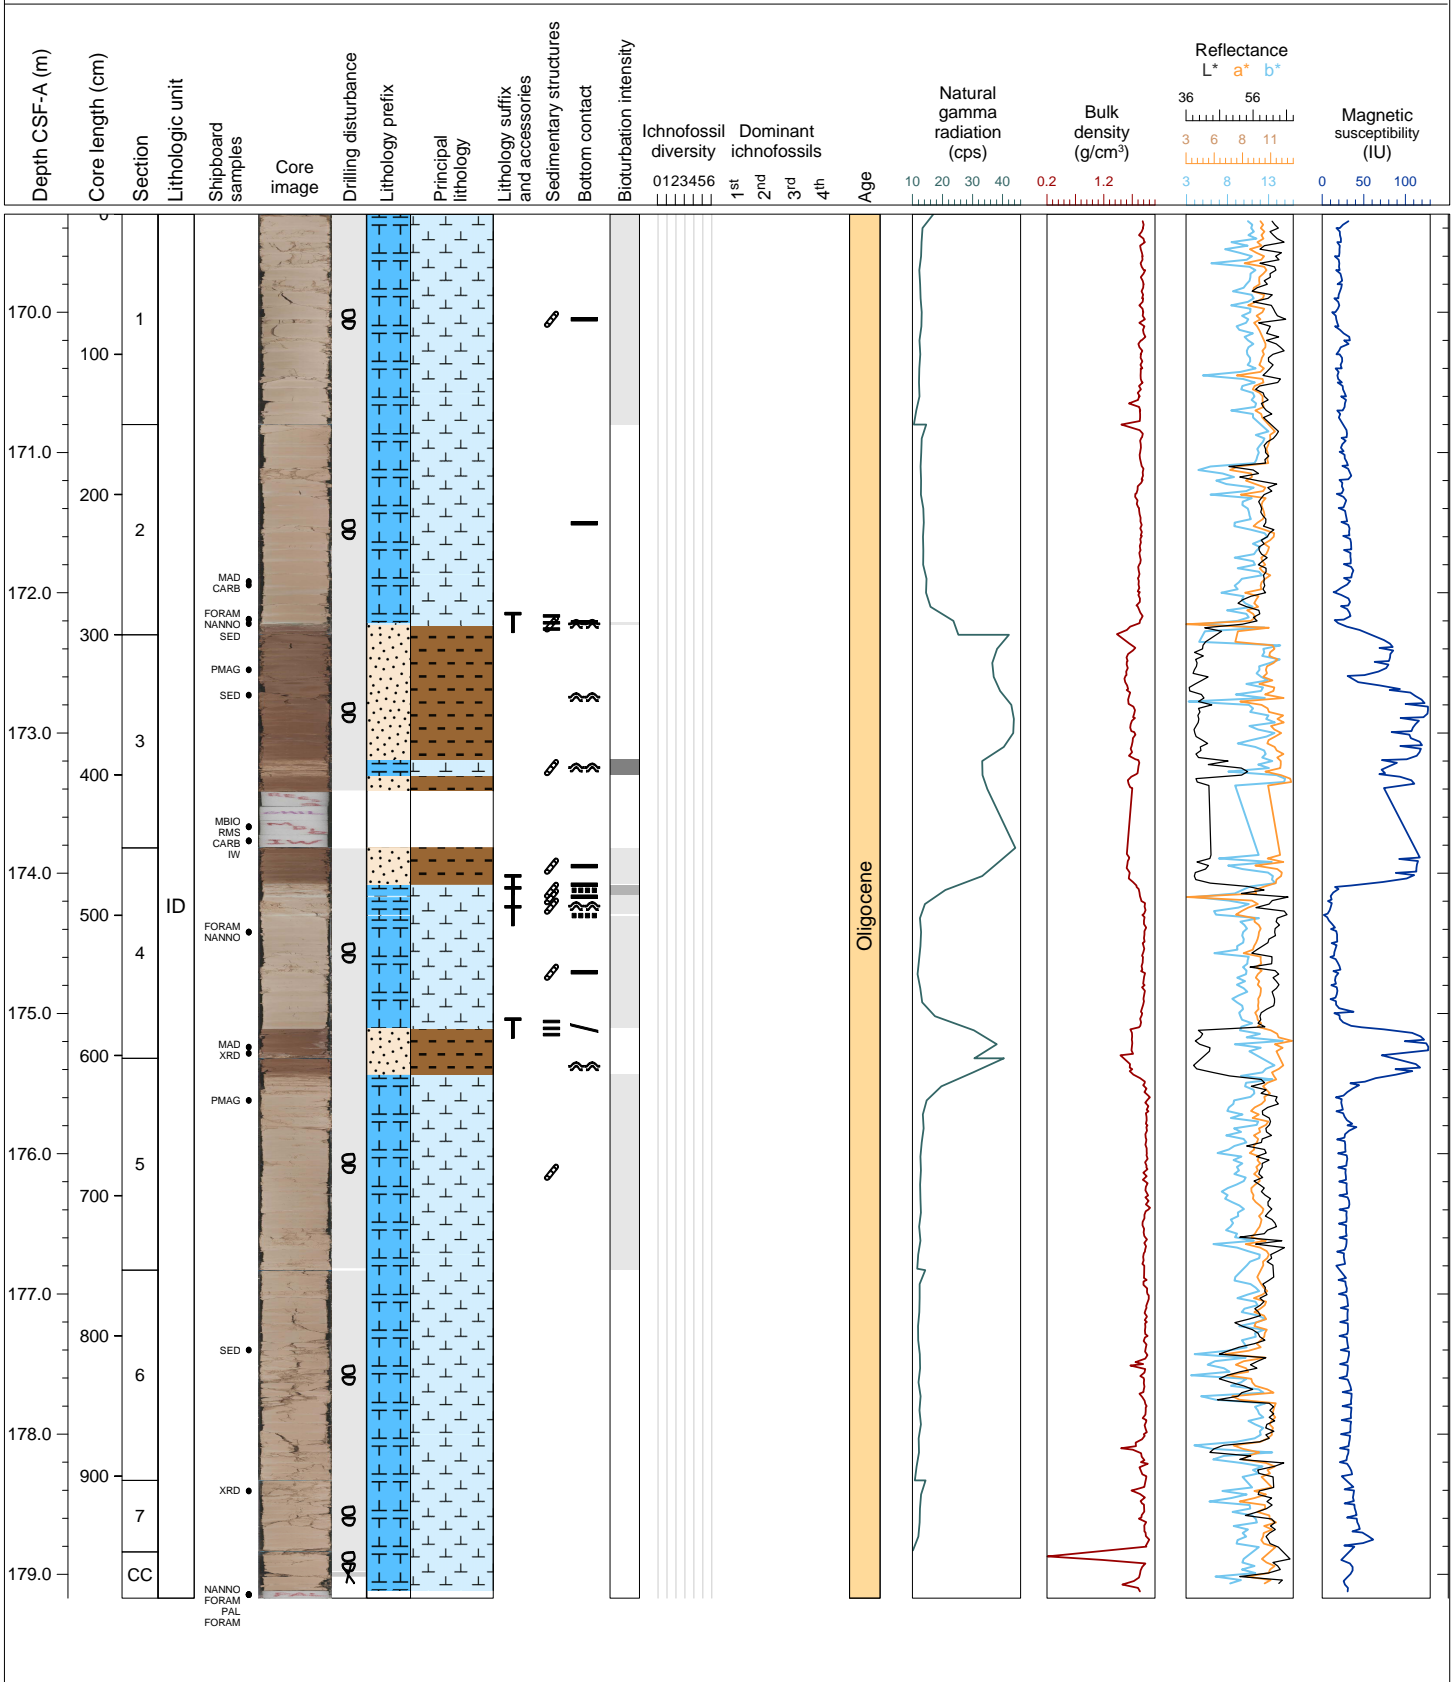 Depth CSF-A (m)
Core length (cm)
Section
Lithologic unit
Shipboard
samples
Core
image
Drilling disturbance
Lithology prefix
Principal
lithology
Lithology suffix
and accessories
Sedimentary structures
Bottom contact
Bioturbation intensity
Ichnofossil
diversity
0123456
Dominant
ichnofossils
1st
2nd
3rd
4th
Age
Natural
gamma
radiation
(cps)
10 20 30 40
Bulk
density
(g/cm³)
0.2 1.2
Reflectance
L* a* b*
36 56
3 6 8 11
3 8 13
Magnetic
susceptibility
(IU)
0 50 100
0
170.0
1
100
171.0
200
2
172.0
MAD
CARB
FORAM
NANNO
SED
300
PMAG
SED
173.0
3
400
MBIO
RMS
CARB
IW
174.0
ID
500
FORAM
NANNO
4
Oligocene
175.0
MAD
XRD
600
PMAG
176.0
5
700
177.0
800
SED
6
178.0
900
XRD
7
179.0
CC
NANNO
FORAM
PAL
FORAM